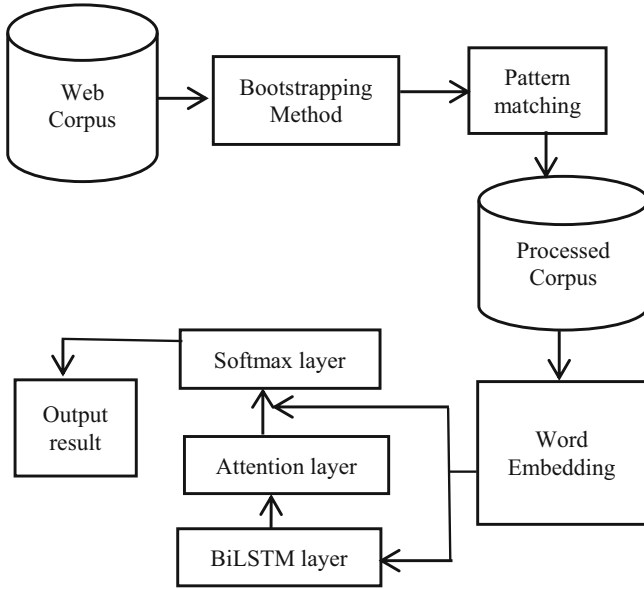 Web
Corpus
Bootstrapping
Method
Pattern
matching
Processed
Corpus
Word
Embedding
Softmax layer
Attention layer
BiLSTM layer
Output
result